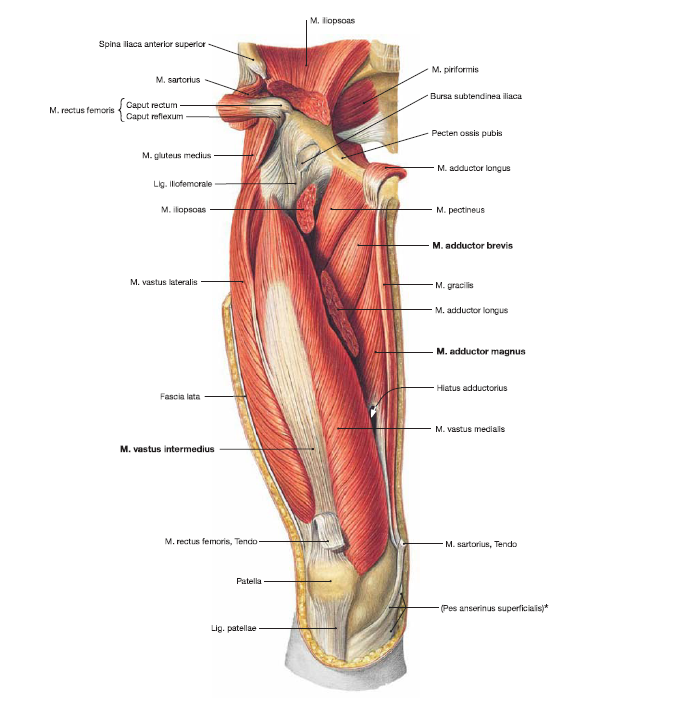 M. iliopsoas
Spina iliaca anterior superior
M. sartorius
M. rectus femoris
Caput rectum
Caput reflexum
M. gluteus medius
Lig. iliofemorale
M. iliopsoas
M. vastus lateralis
Fascia lata
M. vastus intermedius
M. rectus femoris, Tendo
Patella
Lig. patellae
M. piriformis
Bursa subtendinea iliaca
Pecten ossis pubis
M. adductor longus
M. pectineus
M. adductor brevis
M. gracilis
M. adductor longus
M. adductor magnus
Hiatus adductorius
M. vastus medialis
M. sartorius, Tendo
(Pes anserinus superficialis)*